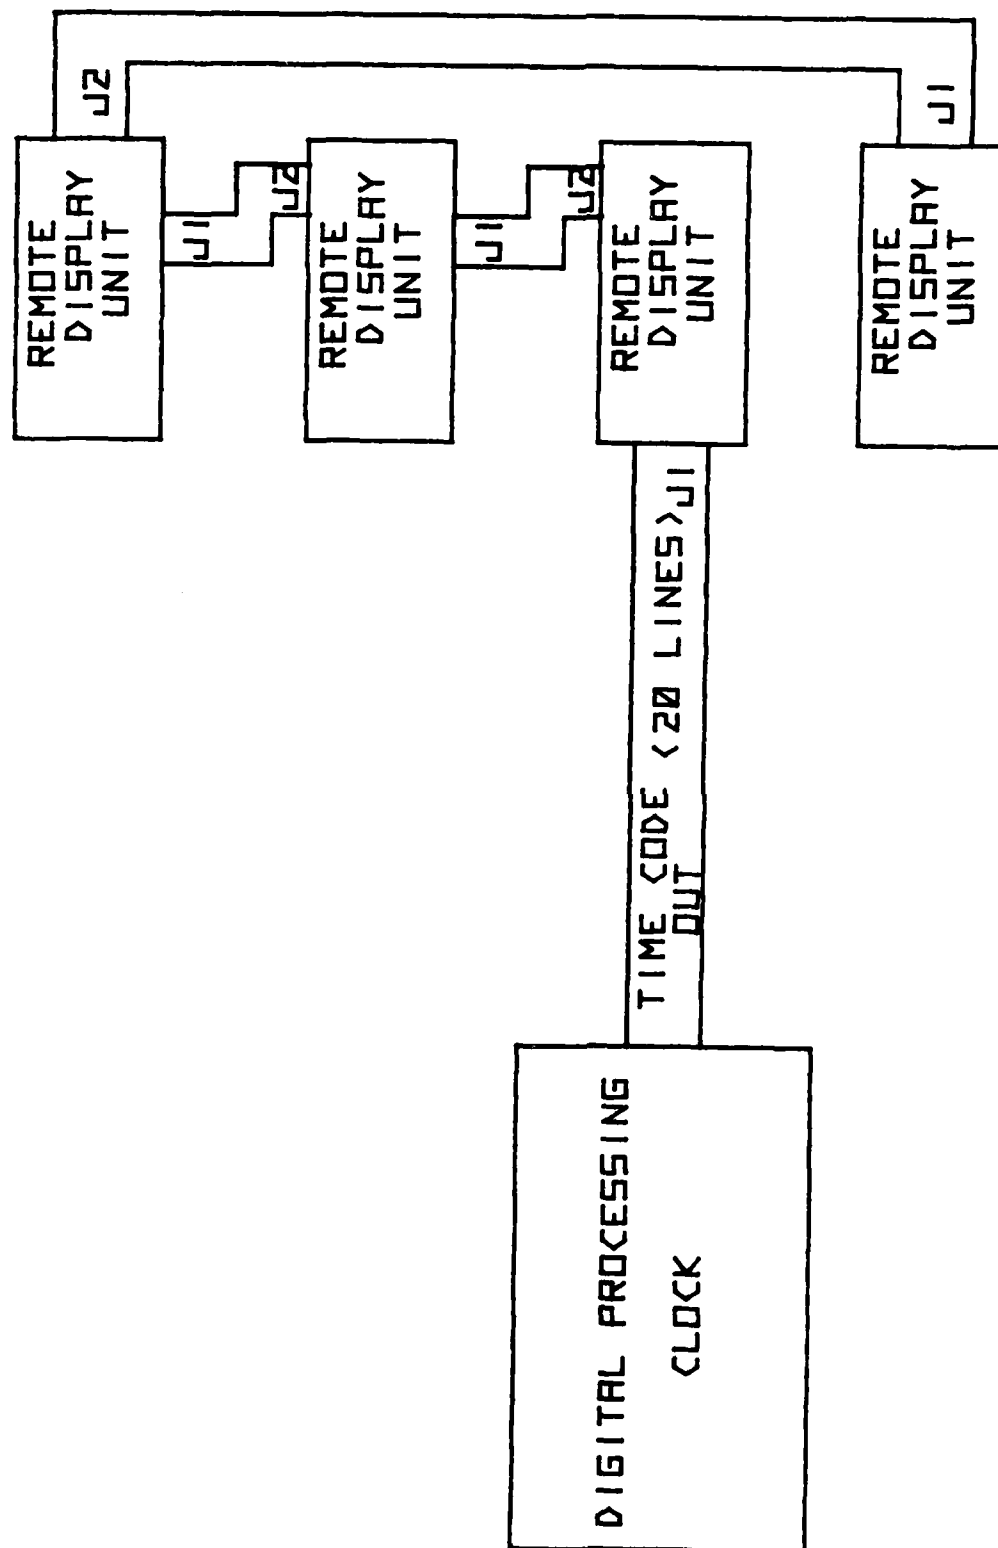 DIGITAL PROCESSING
CLOCK
TIME CODE <20 LINES>
OUT
J1
REMOTE
DISPLAY
UNIT
J2
J1
REMOTE
DISPLAY
UNIT
J2
J1
REMOTE
DISPLAY
UNIT
J2
J1
REMOTE
DISPLAY
UNIT